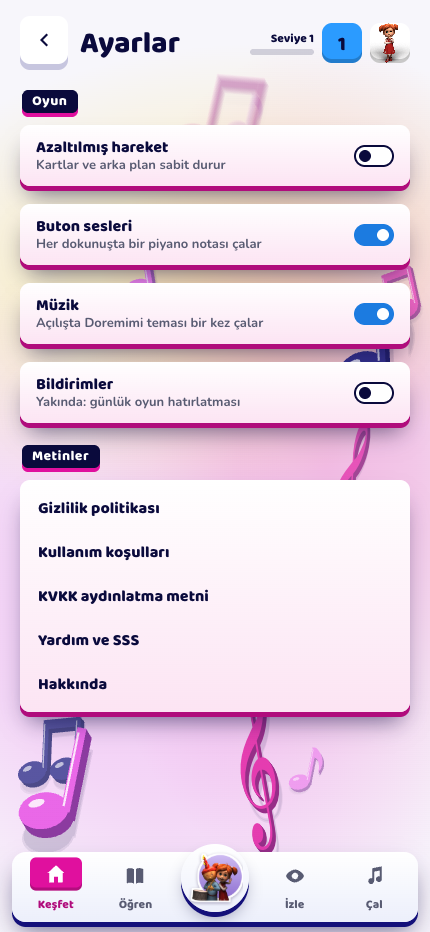 Ayarlar
Seviye 1
1
Oyun
Azaltılmış hareket
Kartlar ve arka plan sabit durur
Buton sesleri
Her dokunuşta bir piyano notası çalar
Müzik
Açılışta Doremimi teması bir kez çalar
Bildirimler
Yakında: günlük oyun hatırlatması
Metinler
Gizlilik politikası
Kullanım koşulları
KVKK aydınlatma metni
Yardım ve SSS
Hakkında
Keşfet
Öğren
İzle
Çal